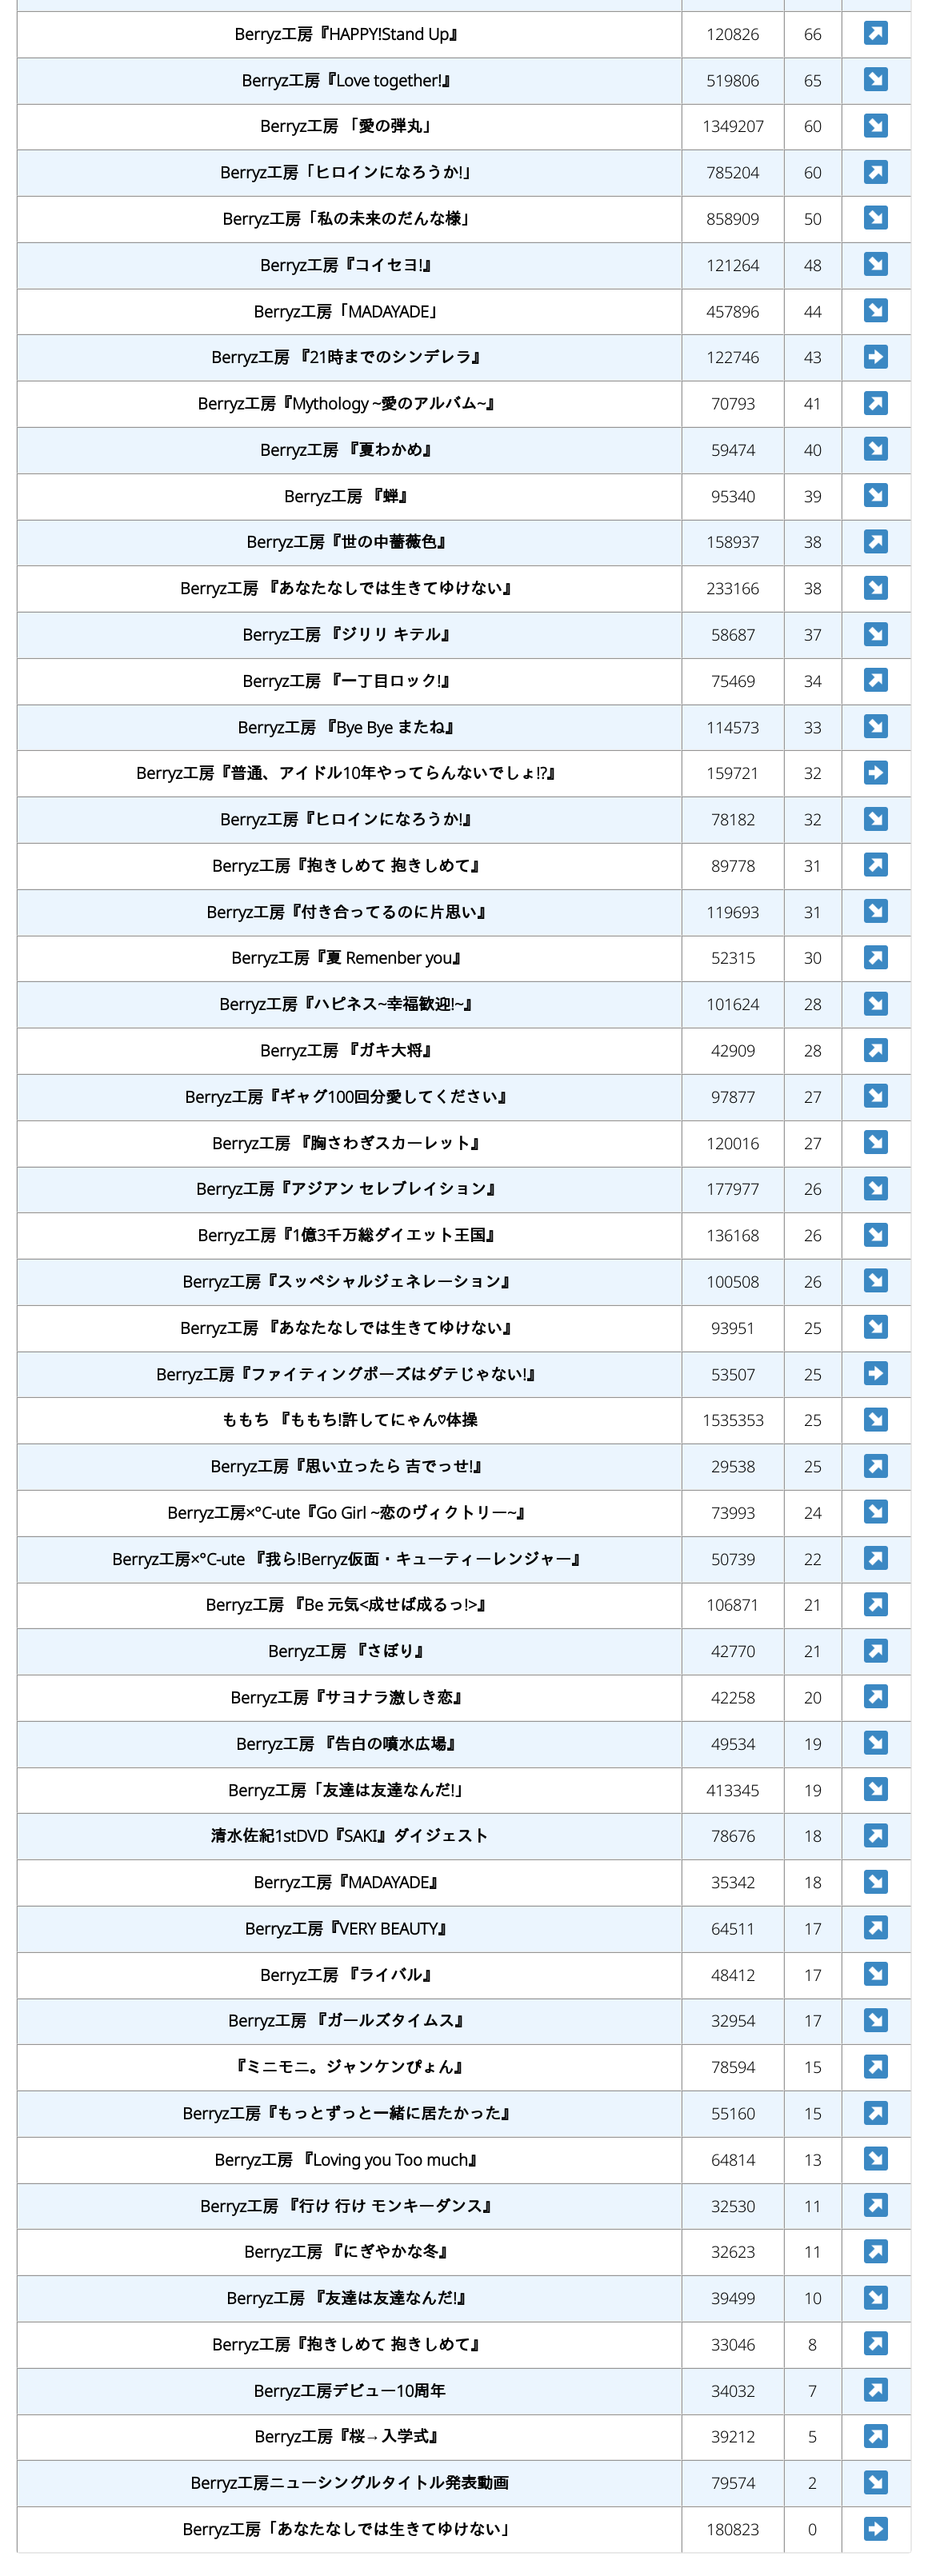 Berryz工房『HAPPY!Stand Up』 120826 66 ↗
Berryz工房『Love together!』 519806 65 ↘
Berryz工房 「愛の弾丸」 1349207 60 ↘
Berryz工房「ヒロインになろうか!」 785204 60 ↗
Berryz工房「私の未来のだんな様」 858909 50 ↘
Berryz工房『コイセヨ!』 121264 48 ↘
Berryz工房「MADAYADE」 457896 44 ↘
Berryz工房 『21時までのシンデレラ』 122746 43 ➡
Berryz工房『Mythology ~愛のアルバム~』 70793 41 ↗
Berryz工房 『夏わかめ』 59474 40 ↘
Berryz工房 『蝉』 95340 39 ↘
Berryz工房『世の中薔薇色』 158937 38 ↗
Berryz工房 『あなたなしでは生きてゆけない』 233166 38 ↘
Berryz工房 『ジリリ キテル』 58687 37 ↘
Berryz工房 『一丁目ロック!』 75469 34 ↗
Berryz工房 『Bye Bye またね』 114573 33 ↘
Berryz工房『普通、アイドル10年やってらんないでしょ!?』 159721 32 ➡
Berryz工房『ヒロインになろうか!』 78182 32 ↘
Berryz工房『抱きしめて 抱きしめて』 89778 31 ↗
Berryz工房『付き合ってるのに片思い』 119693 31 ↘
Berryz工房『夏 Remenber you』 52315 30 ↗
Berryz工房『ハピネス~幸福歓迎!~』 101624 28 ↘
Berryz工房 『ガキ大将』 42909 28 ↗
Berryz工房『ギャグ100回分愛してください』 97877 27 ↘
Berryz工房 『胸さわぎスカーレット』 120016 27 ↘
Berryz工房『アジアン セレブレイション』 177977 26 ↘
Berryz工房『1億3千万総ダイエット王国』 136168 26 ↘
Berryz工房『スッペシャルジェネレ〜ション』 100508 26 ↘
Berryz工房 『あなたなしでは生きてゆけない』 93951 25 ↘
Berryz工房『ファイティングポーズはダテじゃない!』 53507 25 ➡
ももち 『ももち!許してにゃん♡体操 1535353 25 ↘
Berryz工房『思い立ったら 吉でっせ!』 29538 25 ↗
Berryz工房×°C-ute『Go Girl ~恋のヴィクトリー~』 73993 24 ↘
Berryz工房×°C-ute 『我ら!Berryz仮面・キューティーレンジャー』 50739 22 ↗
Berryz工房 『Be 元気<成せば成るっ!>』 106871 21 ↗
Berryz工房 『さぼり』 42770 21 ↗
Berryz工房『サヨナラ激しき恋』 42258 20 ↗
Berryz工房 『告白の噴水広場』 49534 19 ↘
Berryz工房「友達は友達なんだ!」 413345 19 ↘
清水佐紀1stDVD『SAKI』ダイジェスト 78676 18 ↗
Berryz工房『MADAYADE』 35342 18 ↘
Berryz工房『VERY BEAUTY』 64511 17 ↗
Berryz工房 『ライバル』 48412 17 ↘
Berryz工房 『ガールズタイムス』 32954 17 ↘
『ミニモニ。ジャンケンぴょん』 78594 15 ↗
Berryz工房『もっとずっと一緒に居たかった』 55160 15 ↗
Berryz工房 『Loving you Too much』 64814 13 ↘
Berryz工房 『行け 行け モンキーダンス』 32530 11 ↗
Berryz工房 『にぎやかな冬』 32623 11 ↗
Berryz工房 『友達は友達なんだ!』 39499 10 ↘
Berryz工房『抱きしめて 抱きしめて』 33046 8 ↗
Berryz工房デビュー10周年 34032 7 ↗
Berryz工房『桜→入学式』 39212 5 ↗
Berryz工房ニューシングルタイトル発表動画 79574 2 ↘
Berryz工房「あなたなしでは生きてゆけない」 180823 0 ➡